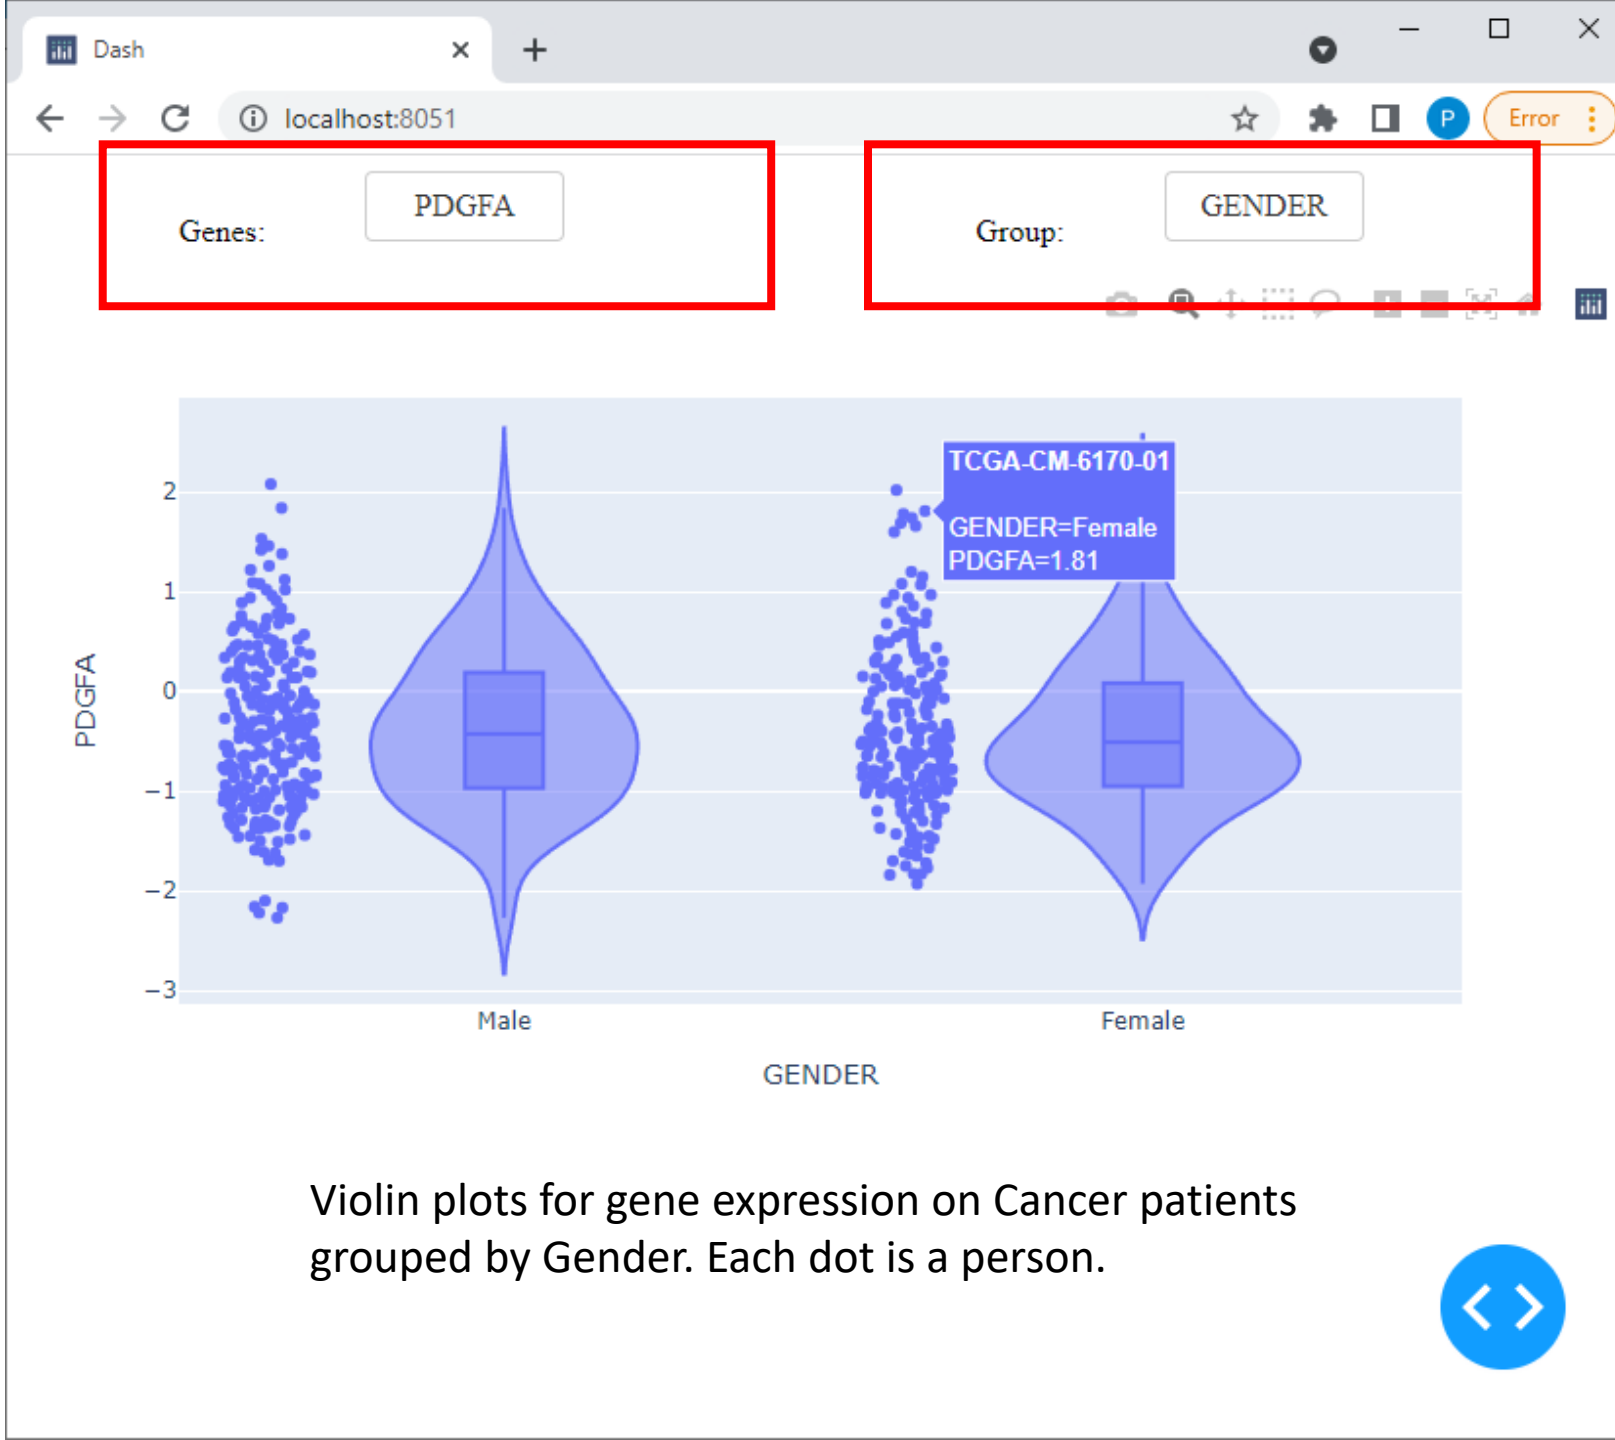 Dash
localhost:8051
P
Error
Genes:
PDGFA
Group:
GENDER
TCGA-CM-6170-01
GENDER=Female
PDGFA=1.81
2
1
0
−1
−2
−3
PDGFA
Male
Female
GENDER
Violin plots for gene expression on Cancer patients
grouped by Gender. Each dot is a person.